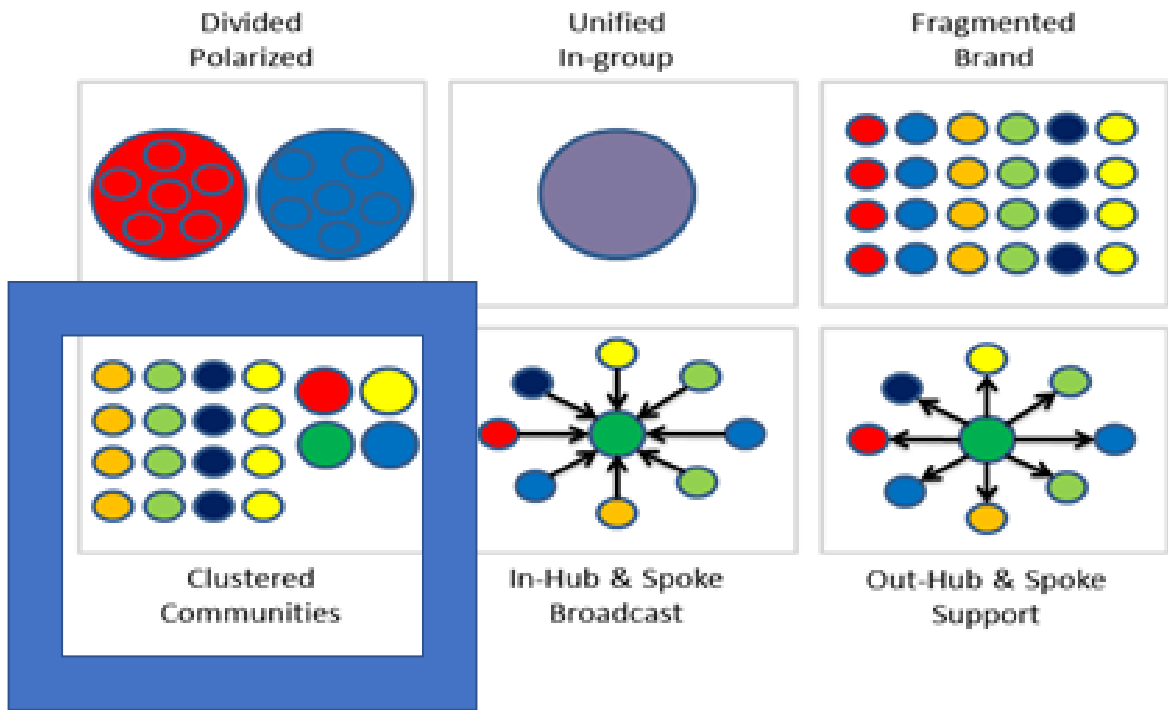 Divided
Polarized
Unified
In-group
Fragmented
Brand
Clustered
Communities
In-Hub & Spoke
Broadcast
Out-Hub & Spoke
Support